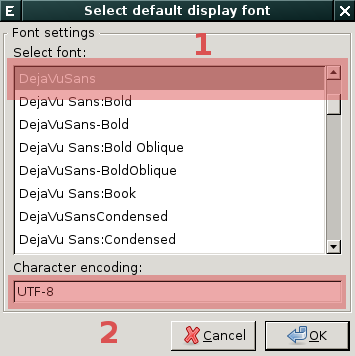 E Select default display font X
Font settings
1
Select font:
DejaVuSans
DejaVu Sans:Bold
DejaVuSans-Bold
DejaVu Sans:Bold Oblique
DejaVuSans-BoldOblique
DejaVu Sans:Book
DejaVuSansCondensed
DejaVu Sans:Condensed
Character encoding:
UTF-8
2 Cancel OK